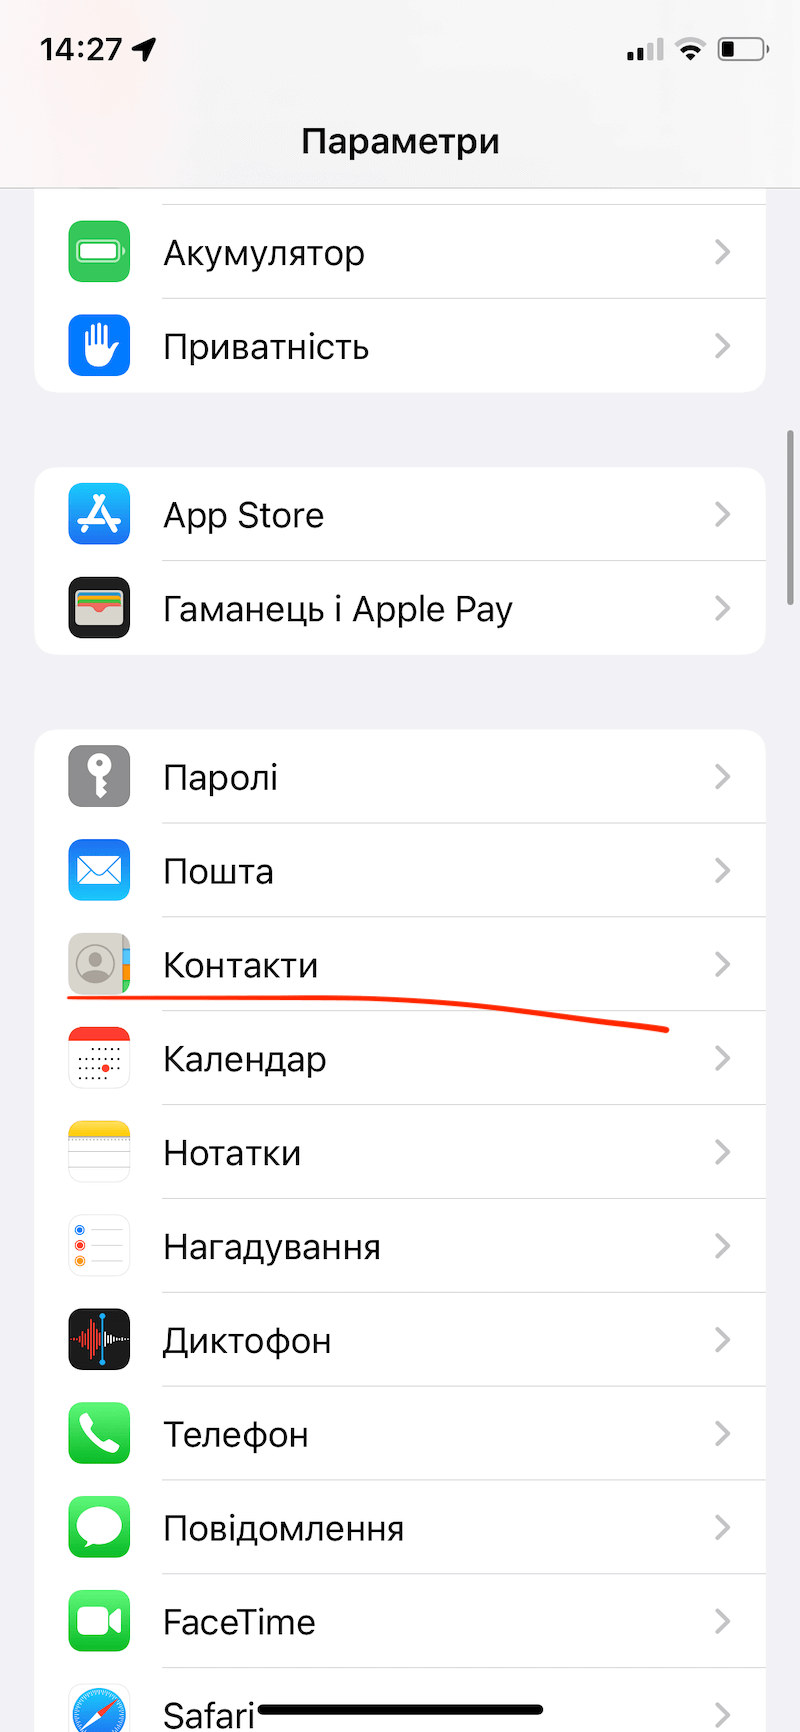 14:27
Параметри
Акумулятор
Приватність
App Store
Гаманець і Apple Pay
Паролі
Пошта
Контакти
Календар
Нотатки
Нагадування
Диктофон
Телефон
Повідомлення
FaceTime
Safari